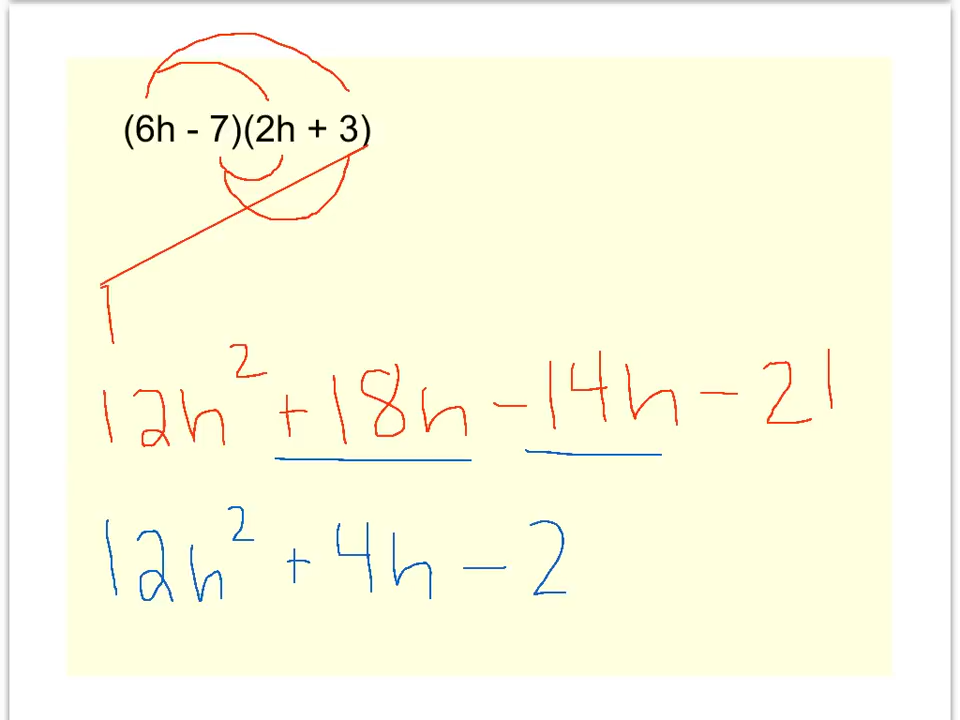 (6h - 7)(2h + 3)
12h² + 18h - 14h - 21
12h² + 4h - 2